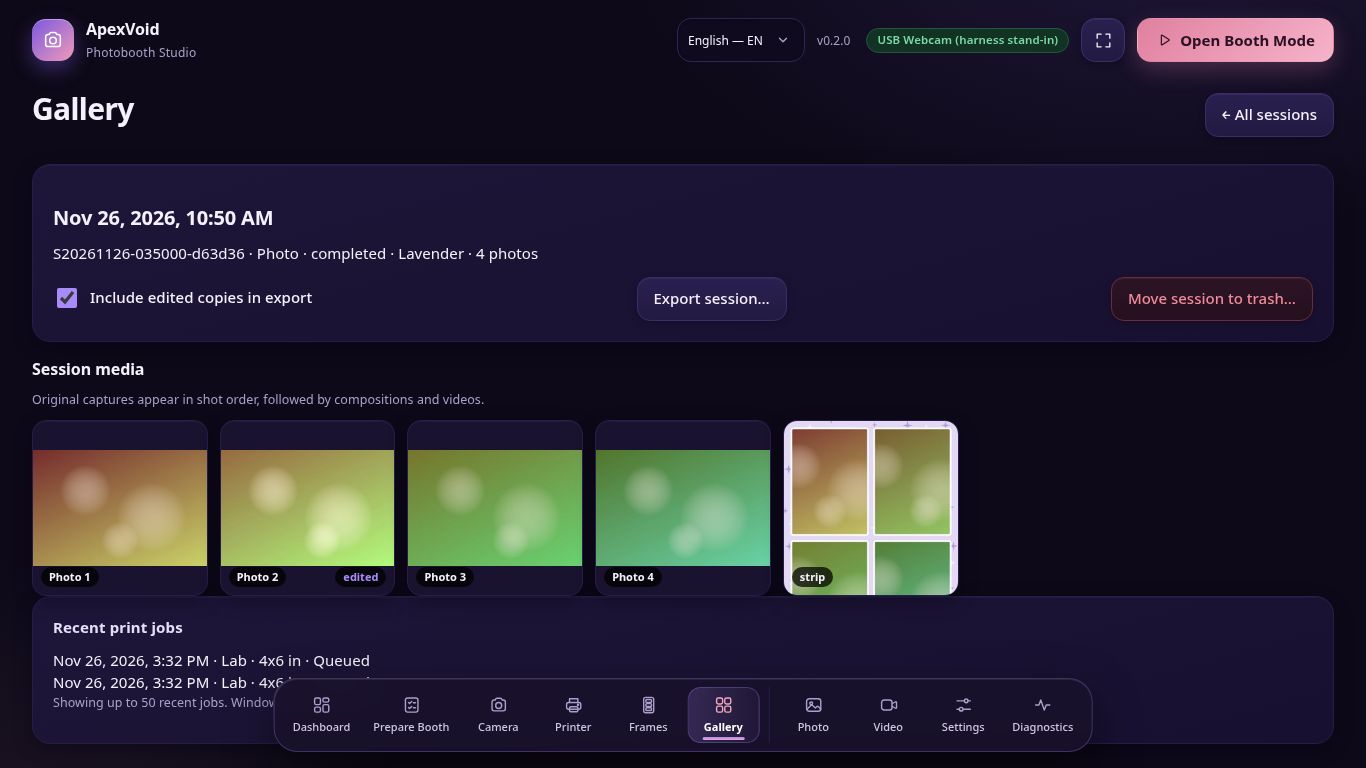 ApexVoid
Photobooth Studio
English — EN
v0.2.0
USB Webcam (harness stand-in)
Open Booth Mode
Gallery
← All sessions
Nov 26, 2026, 10:50 AM
S20261126-035000-d63d36 · Photo · completed · Lavender · 4 photos
Include edited copies in export
Export session...
Move session to trash...
Session media
Original captures appear in shot order, followed by compositions and videos.
Photo 1
Photo 2
edited
Photo 3
Photo 4
strip
Recent print jobs
Nov 26, 2026, 3:32 PM · Lab · 4x6 in · Queued
Nov 26, 2026, 3:32 PM · Lab · 4x6
Showing up to 50 recent jobs.
Dashboard
Prepare Booth
Camera
Printer
Frames
Gallery
Photo
Video
Settings
Diagnostics